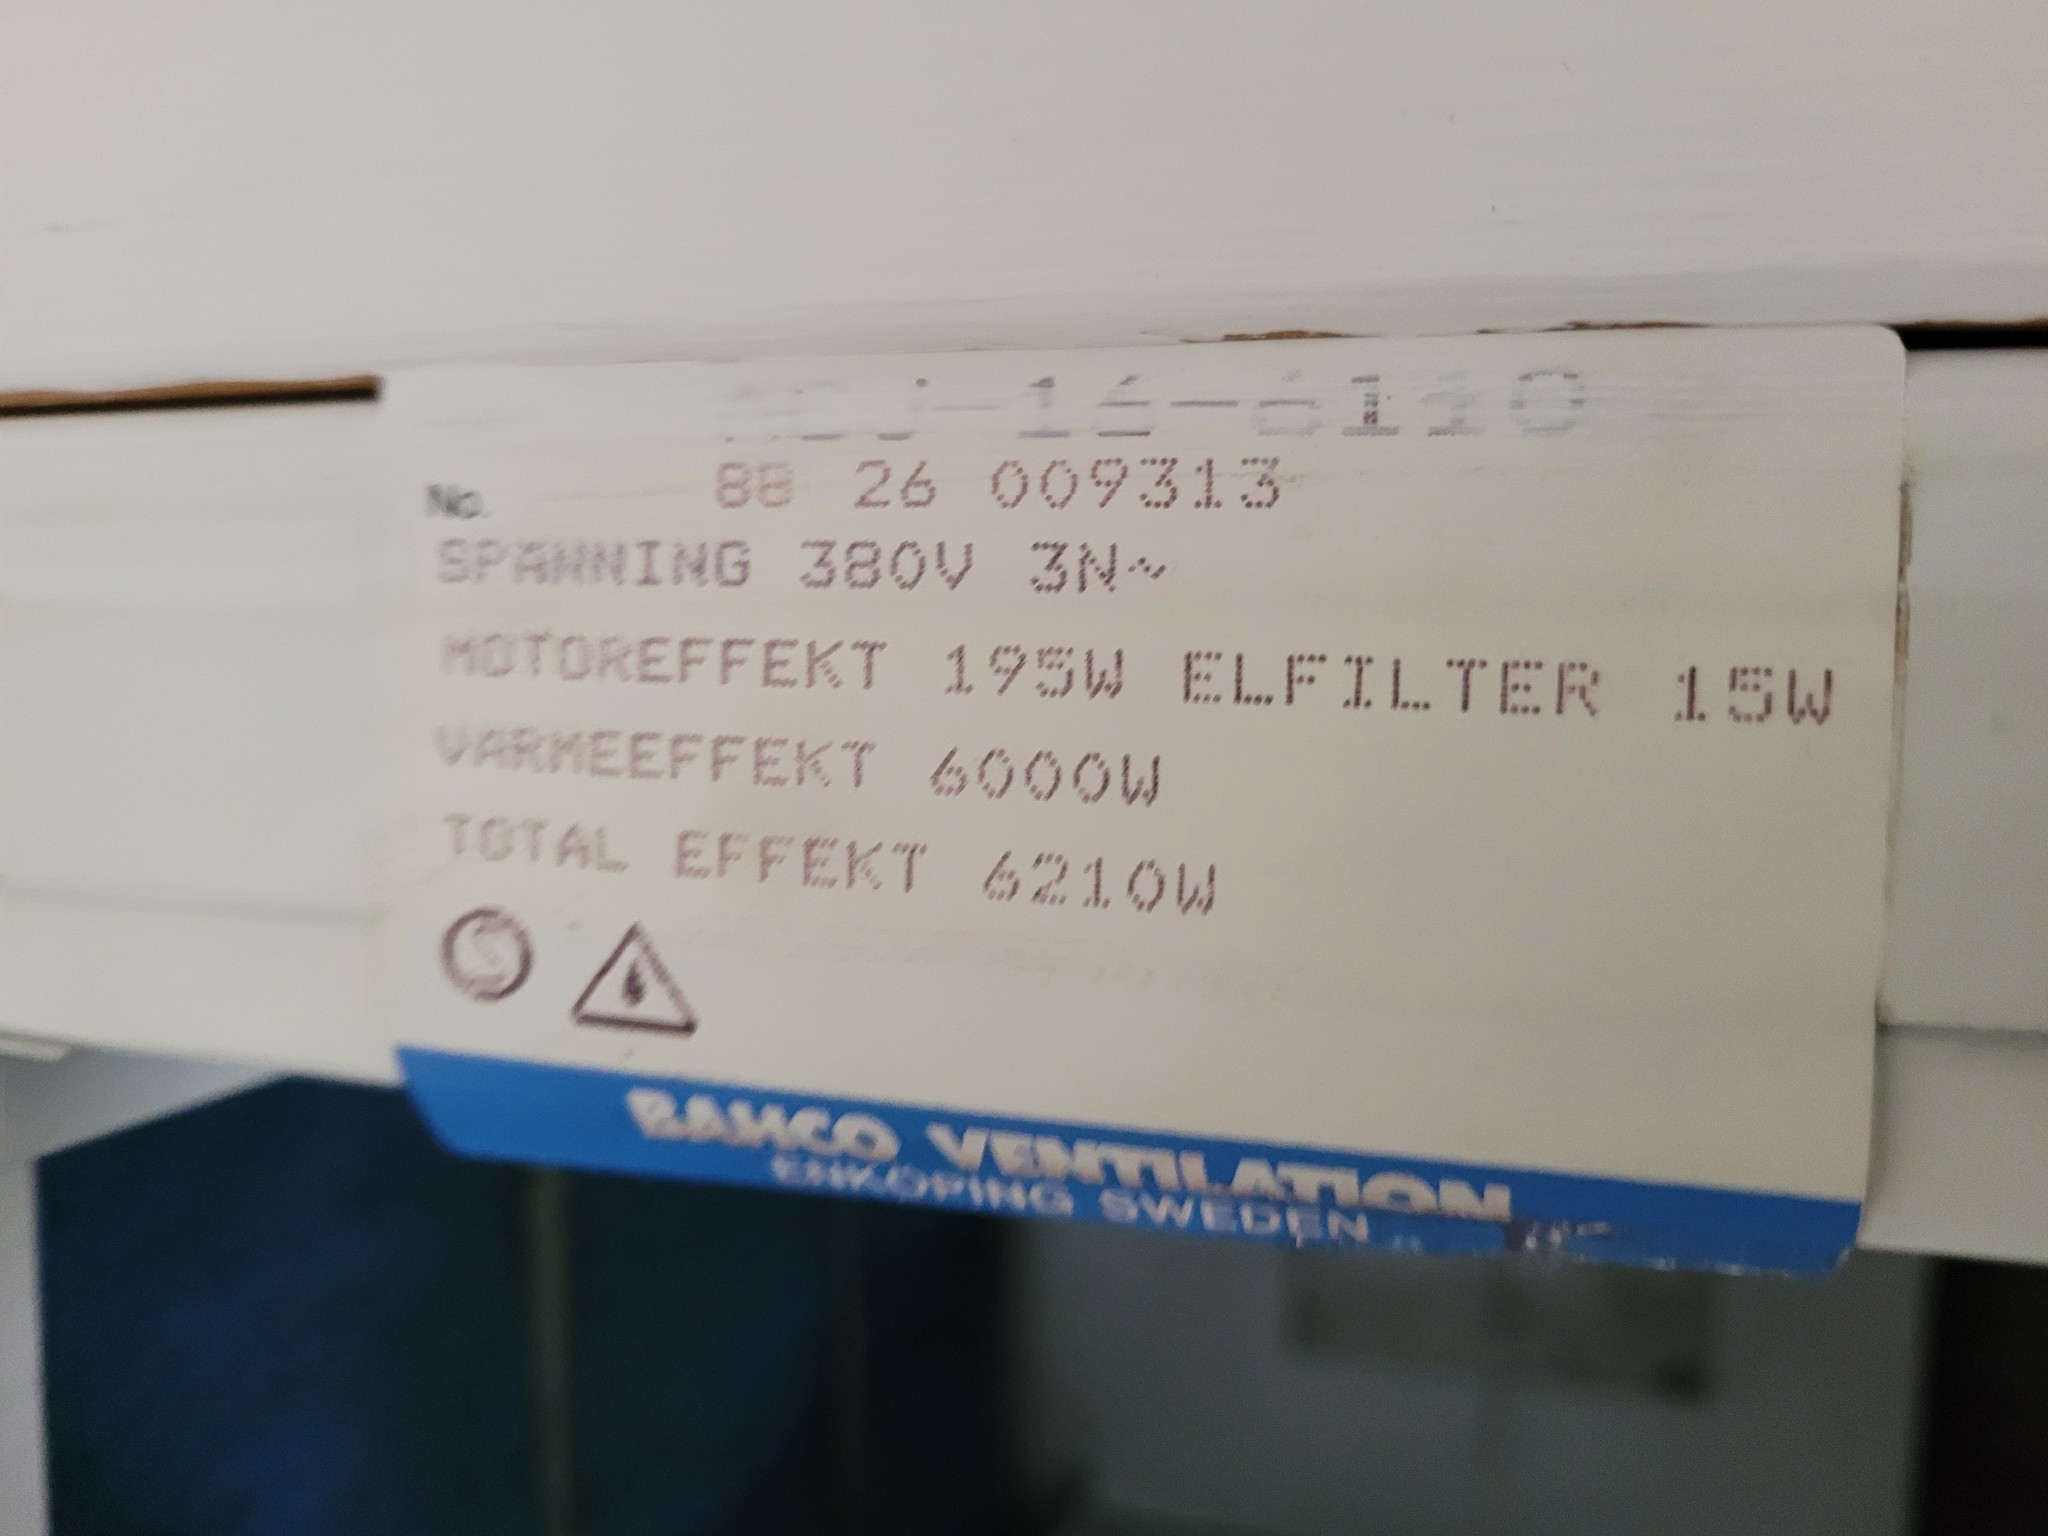 88 26 009313
No.
SPANNING 380V 3N~
MOTOREFFEKT 195W ELFILTER 15W
VARMEEFFEKT 6000W
TOTAL EFFEKT 6210W
BAHCO VENTILATION
ENKÖPING SWEDEN